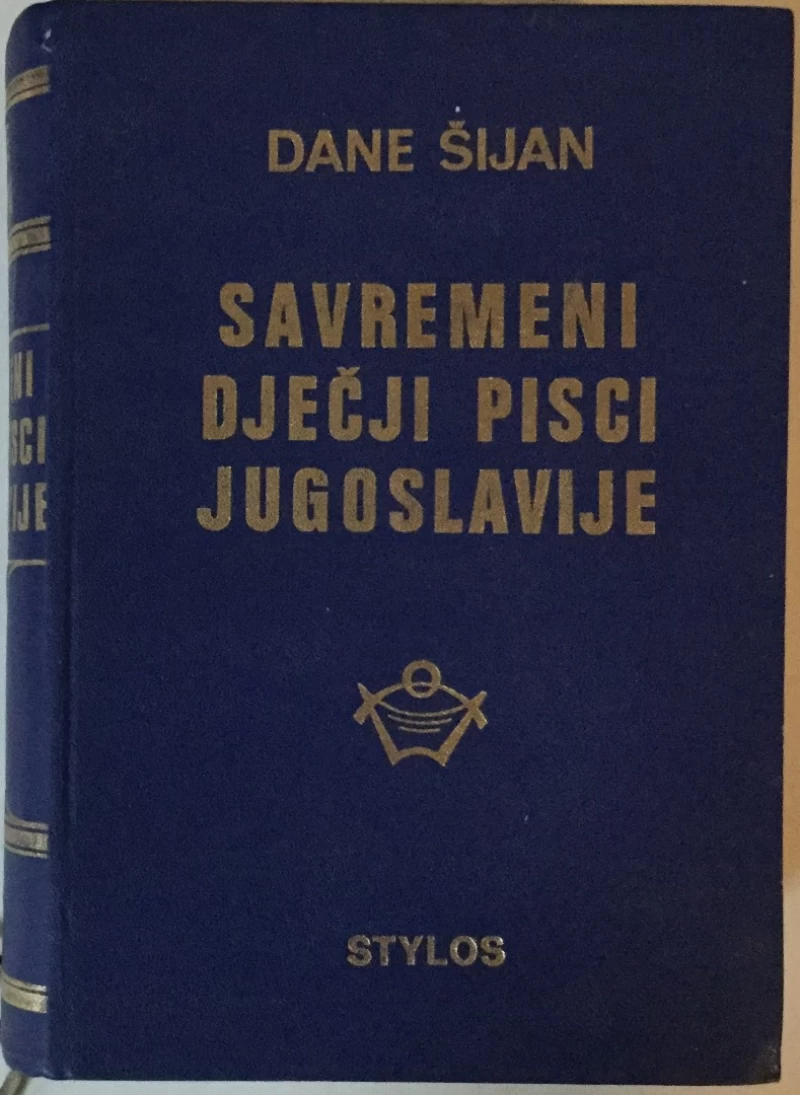 DANE ŠIJAN
SAVREMENI
DJEČJI PISCI
JUGOSLAVIJE
STYLOS